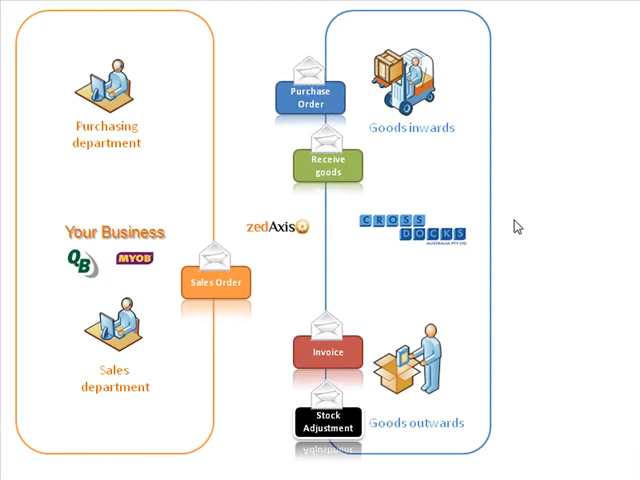 Purchasing
department
Your Business
QB
MYOB
Sales
department
Sales Order
Purchase
Order
Receive
goods
zedAxis
Invoice
Stock
Adjustment
Goods inwards
CROSS
DOCKS
AUSTRALIA PTY LTD
Goods outwards